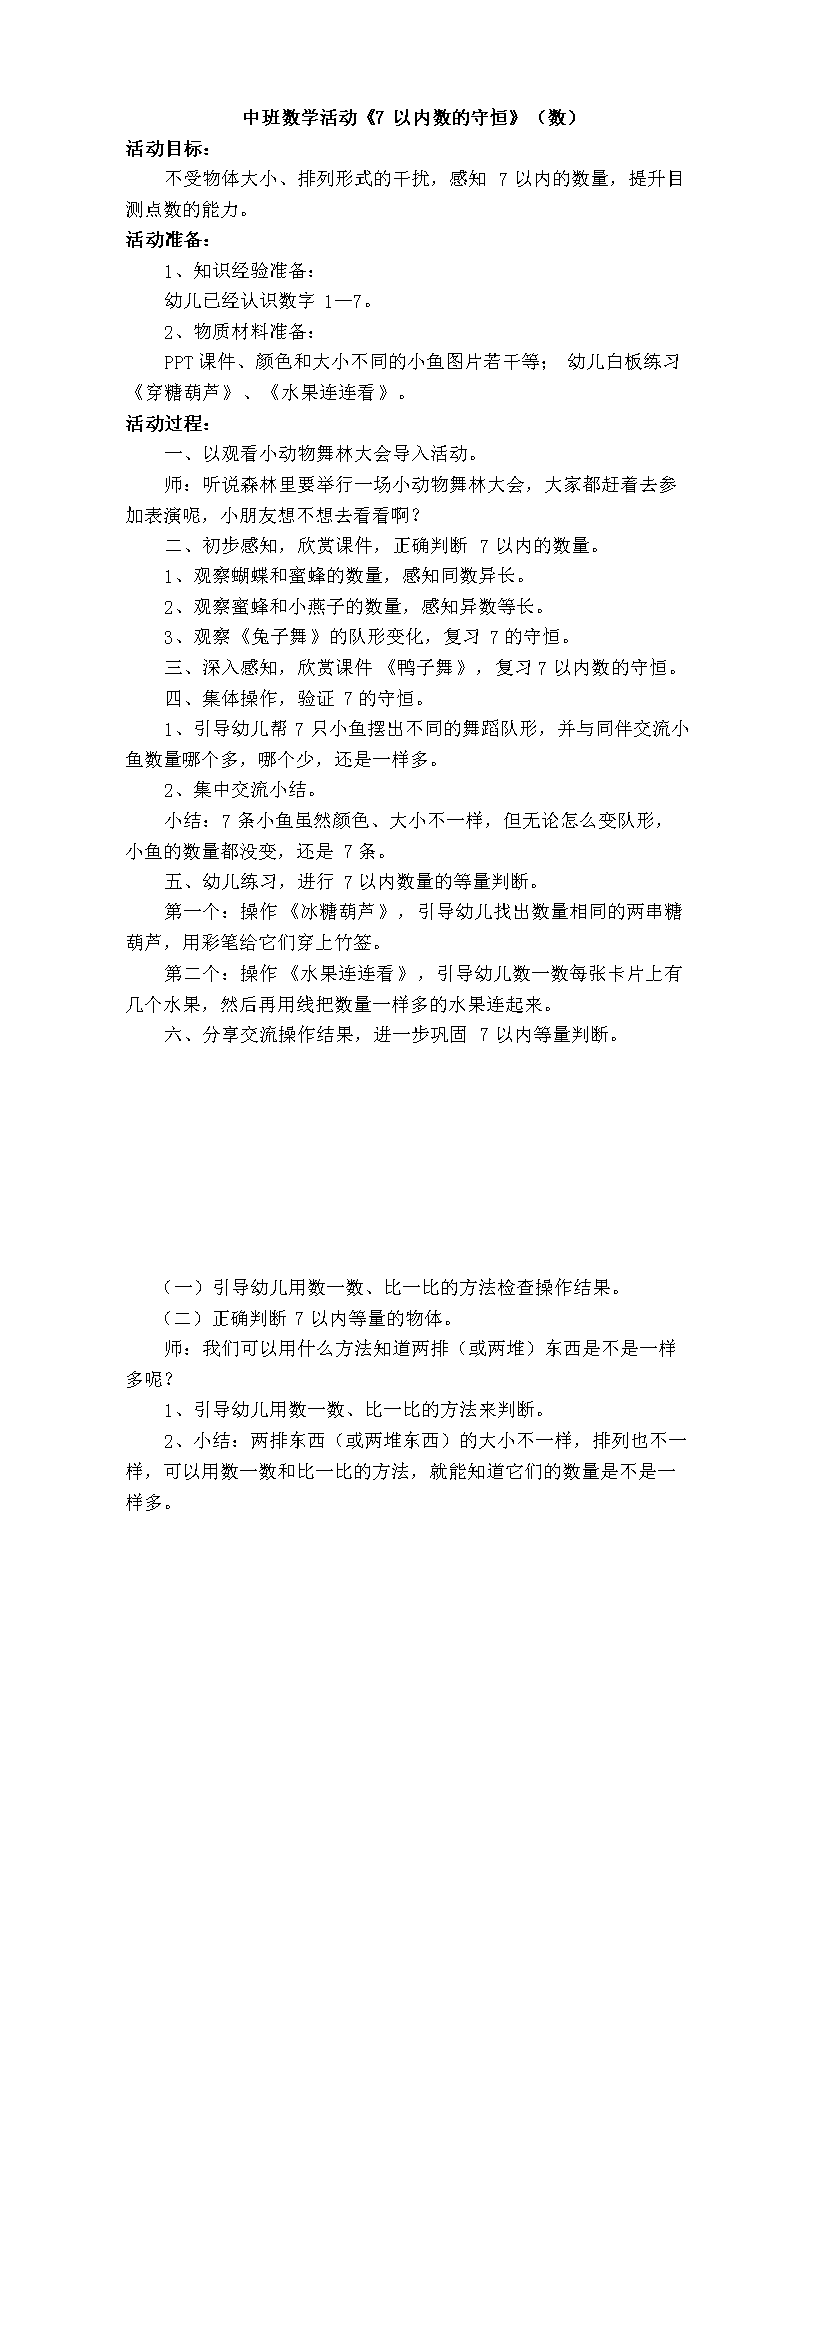 中班数学活动《7 以内数的守恒》（数）
活动目标：
不受物体大小、排列形式的干扰，感知 7 以内的数量，提升目
测点数的能力。
活动准备：
1、知识经验准备：
幼儿已经认识数字 1—7。
2、物质材料准备：
PPT 课件、颜色和大小不同的小鱼图片若干等； 幼儿白板练习
《穿糖葫芦》、《水果连连看》。
活动过程：
一、以观看小动物舞林大会导入活动。
师：听说森林里要举行一场小动物舞林大会，大家都赶着去参
加表演呢，小朋友想不想去看看啊？
二、初步感知，欣赏课件，正确判断 7 以内的数量。
1、观察蝴蝶和蜜蜂的数量，感知同数异长。
2、观察蜜蜂和小燕子的数量，感知异数等长。
3、观察《兔子舞》的队形变化，复习 7 的守恒。
三、深入感知，欣赏课件《鸭子舞》，复习 7 以内数的守恒。
四、集体操作，验证 7 的守恒。
1、引导幼儿帮 7 只小鱼摆出不同的舞蹈队形，并与同伴交流小
鱼数量哪个多，哪个少，还是一样多。
2、集中交流小结。
小结：7 条小鱼虽然颜色、大小不一样，但无论怎么变队形，
小鱼的数量都没变，还是 7 条。
五、幼儿练习，进行 7 以内数量的等量判断。
第一个：操作《冰糖葫芦》，引导幼儿找出数量相同的两串糖
葫芦，用彩笔给它们穿上竹签。
第二个：操作《水果连连看》，引导幼儿数一数每张卡片上有
几个水果，然后再用线把数量一样多的水果连起来。
六、分享交流操作结果，进一步巩固 7 以内等量判断。
（一）引导幼儿用数一数、比一比的方法检查操作结果。
（二）正确判断 7 以内等量的物体。
师：我们可以用什么方法知道两排（或两堆）东西是不是一样
多呢？
1、引导幼儿用数一数、比一比的方法来判断。
2、小结：两排东西（或两堆东西）的大小不一样，排列也不一
样，可以用数一数和比一比的方法，就能知道它们的数量是不是一
样多。